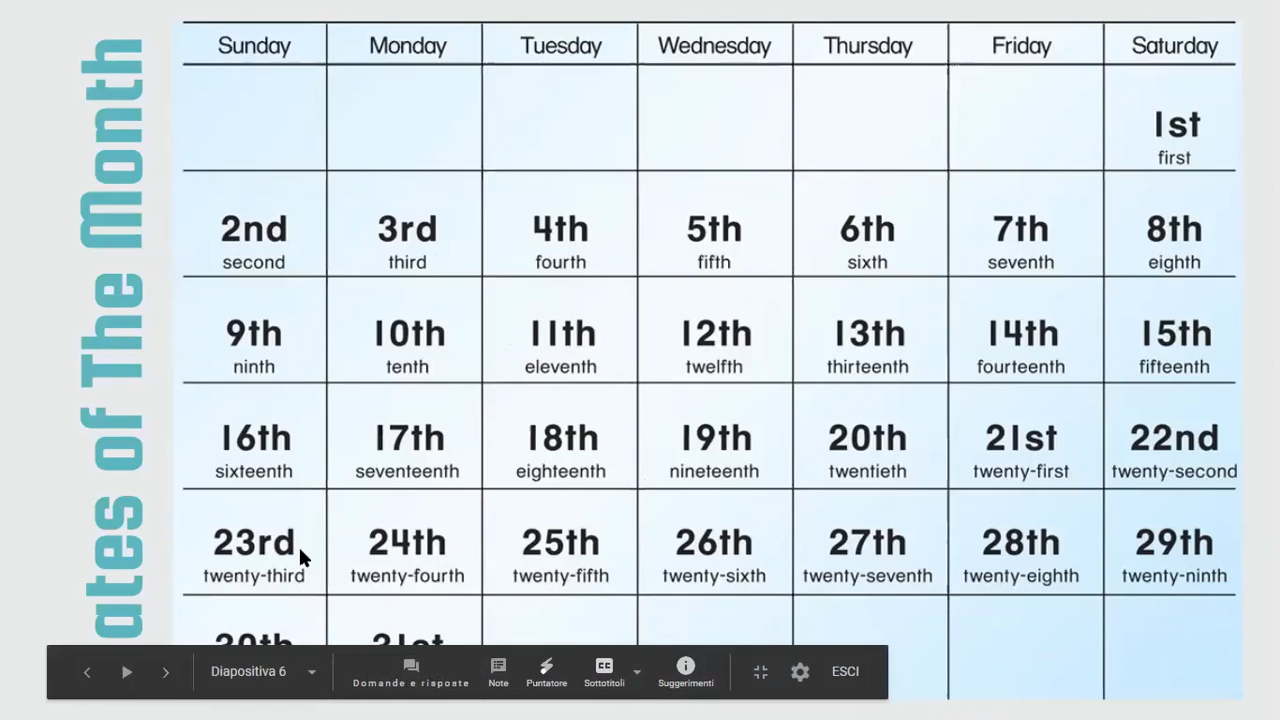 ates of The Month
Sunday Monday Tuesday Wednesday Thursday Friday Saturday
1st
first
2nd 3rd 4th 5th 6th 7th 8th
second third fourth fifth sixth seventh eighth
9th 10th 11th 12th 13th 14th 15th
ninth tenth eleventh twelfth thirteenth fourteenth fifteenth
16th 17th 18th 19th 20th 21st 22nd
sixteenth seventeenth eighteenth nineteenth twentieth twenty-first twenty-second
23rd 24th 25th 26th 27th 28th 29th
twenty-third twenty-fourth twenty-fifth twenty-sixth twenty-seventh twenty-eighth twenty-ninth
30th 31st
Diapositiva 6
Domande e risposte Note Puntatore Sottotitoli Suggerimenti ESCI